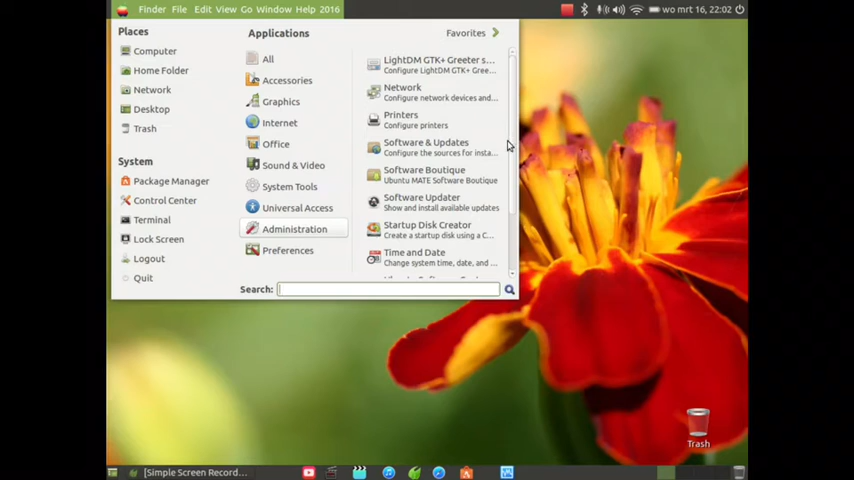 Finder File Edit View Go Window Help 2016
wo mrt 16, 22:02
Places
Computer
Home Folder
Network
Desktop
Trash
System
Package Manager
Control Center
Terminal
Lock Screen
Logout
Quit
Applications
All
Accessories
Graphics
Internet
Office
Sound & Video
System Tools
Universal Access
Administration
Preferences
Favorites
LightDM GTK+ Greeter s...
Configure LightDM GTK+ Gree...
Network
Configure network devices and...
Printers
Configure printers
Software & Updates
Configure the sources for insta...
Software Boutique
Ubuntu MATE Software Boutique
Software Updater
Show and install available updates
Startup Disk Creator
Create a startup disk using a C...
Time and Date
Change system time, date, and ...
Search:
Trash
[Simple Screen Record...